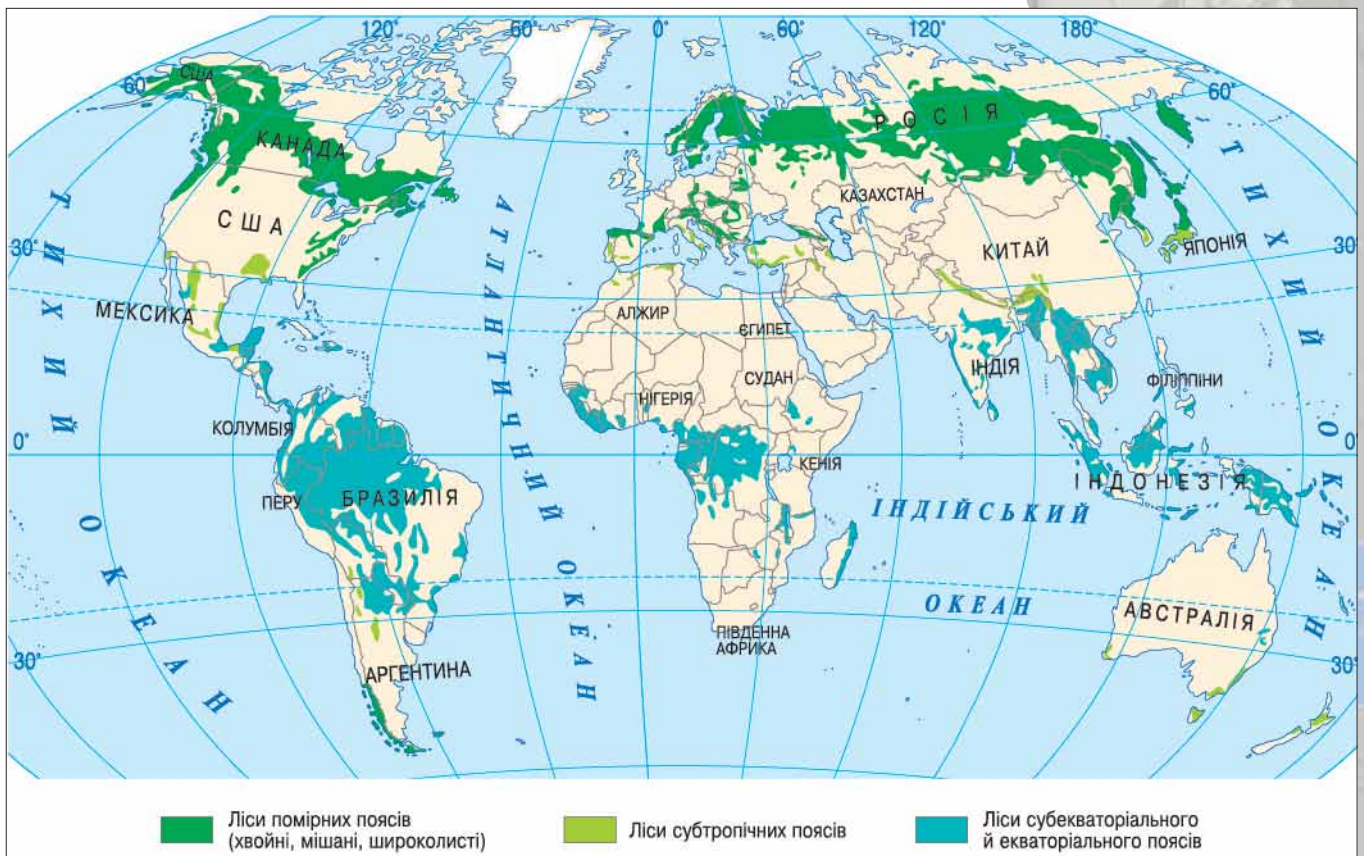 120°
60°
0°
60°
120°
180°
60°
США
КАНАДА
РОСІЯ
60°
КАЗАХСТАН
США
КИТАЙ
ЯПОНІЯ
30°
30°
МЕКСИКА
АЛЖИР
ЄГИПЕТ
СУДАН
ІНДІЯ
ФІЛІППІНИ
НІГЕРІЯ
КОЛУМБІЯ
0°
КЕНІЯ
0°
ПЕРУ
БРАЗИЛІЯ
ІНДОНЕЗІЯ
ТИХИЙ ОКЕАН
АТЛАНТИЧНИЙ ОКЕАН
ІНДІЙСЬКИЙ
ОКЕАН
ТИХИЙ ОКЕАН
АВСТРАЛІЯ
ПІВДЕННА
АФРИКА
30°
АРГЕНТИНА
30°
Ліси помірних поясів
(хвойні, мішані, широколисті)
Ліси субтропічних поясів
Ліси субекваторіального
й екваторіального поясів